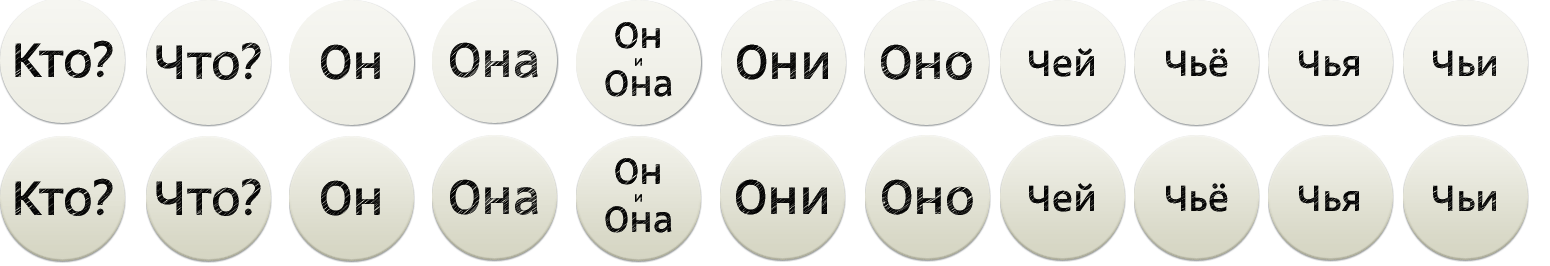 Кто? Что? Он Она Он и Она Они Оно Чей Чьё Чья Чьи
Кто? Что? Он Она Он и Она Они Оно Чей Чьё Чья Чьи